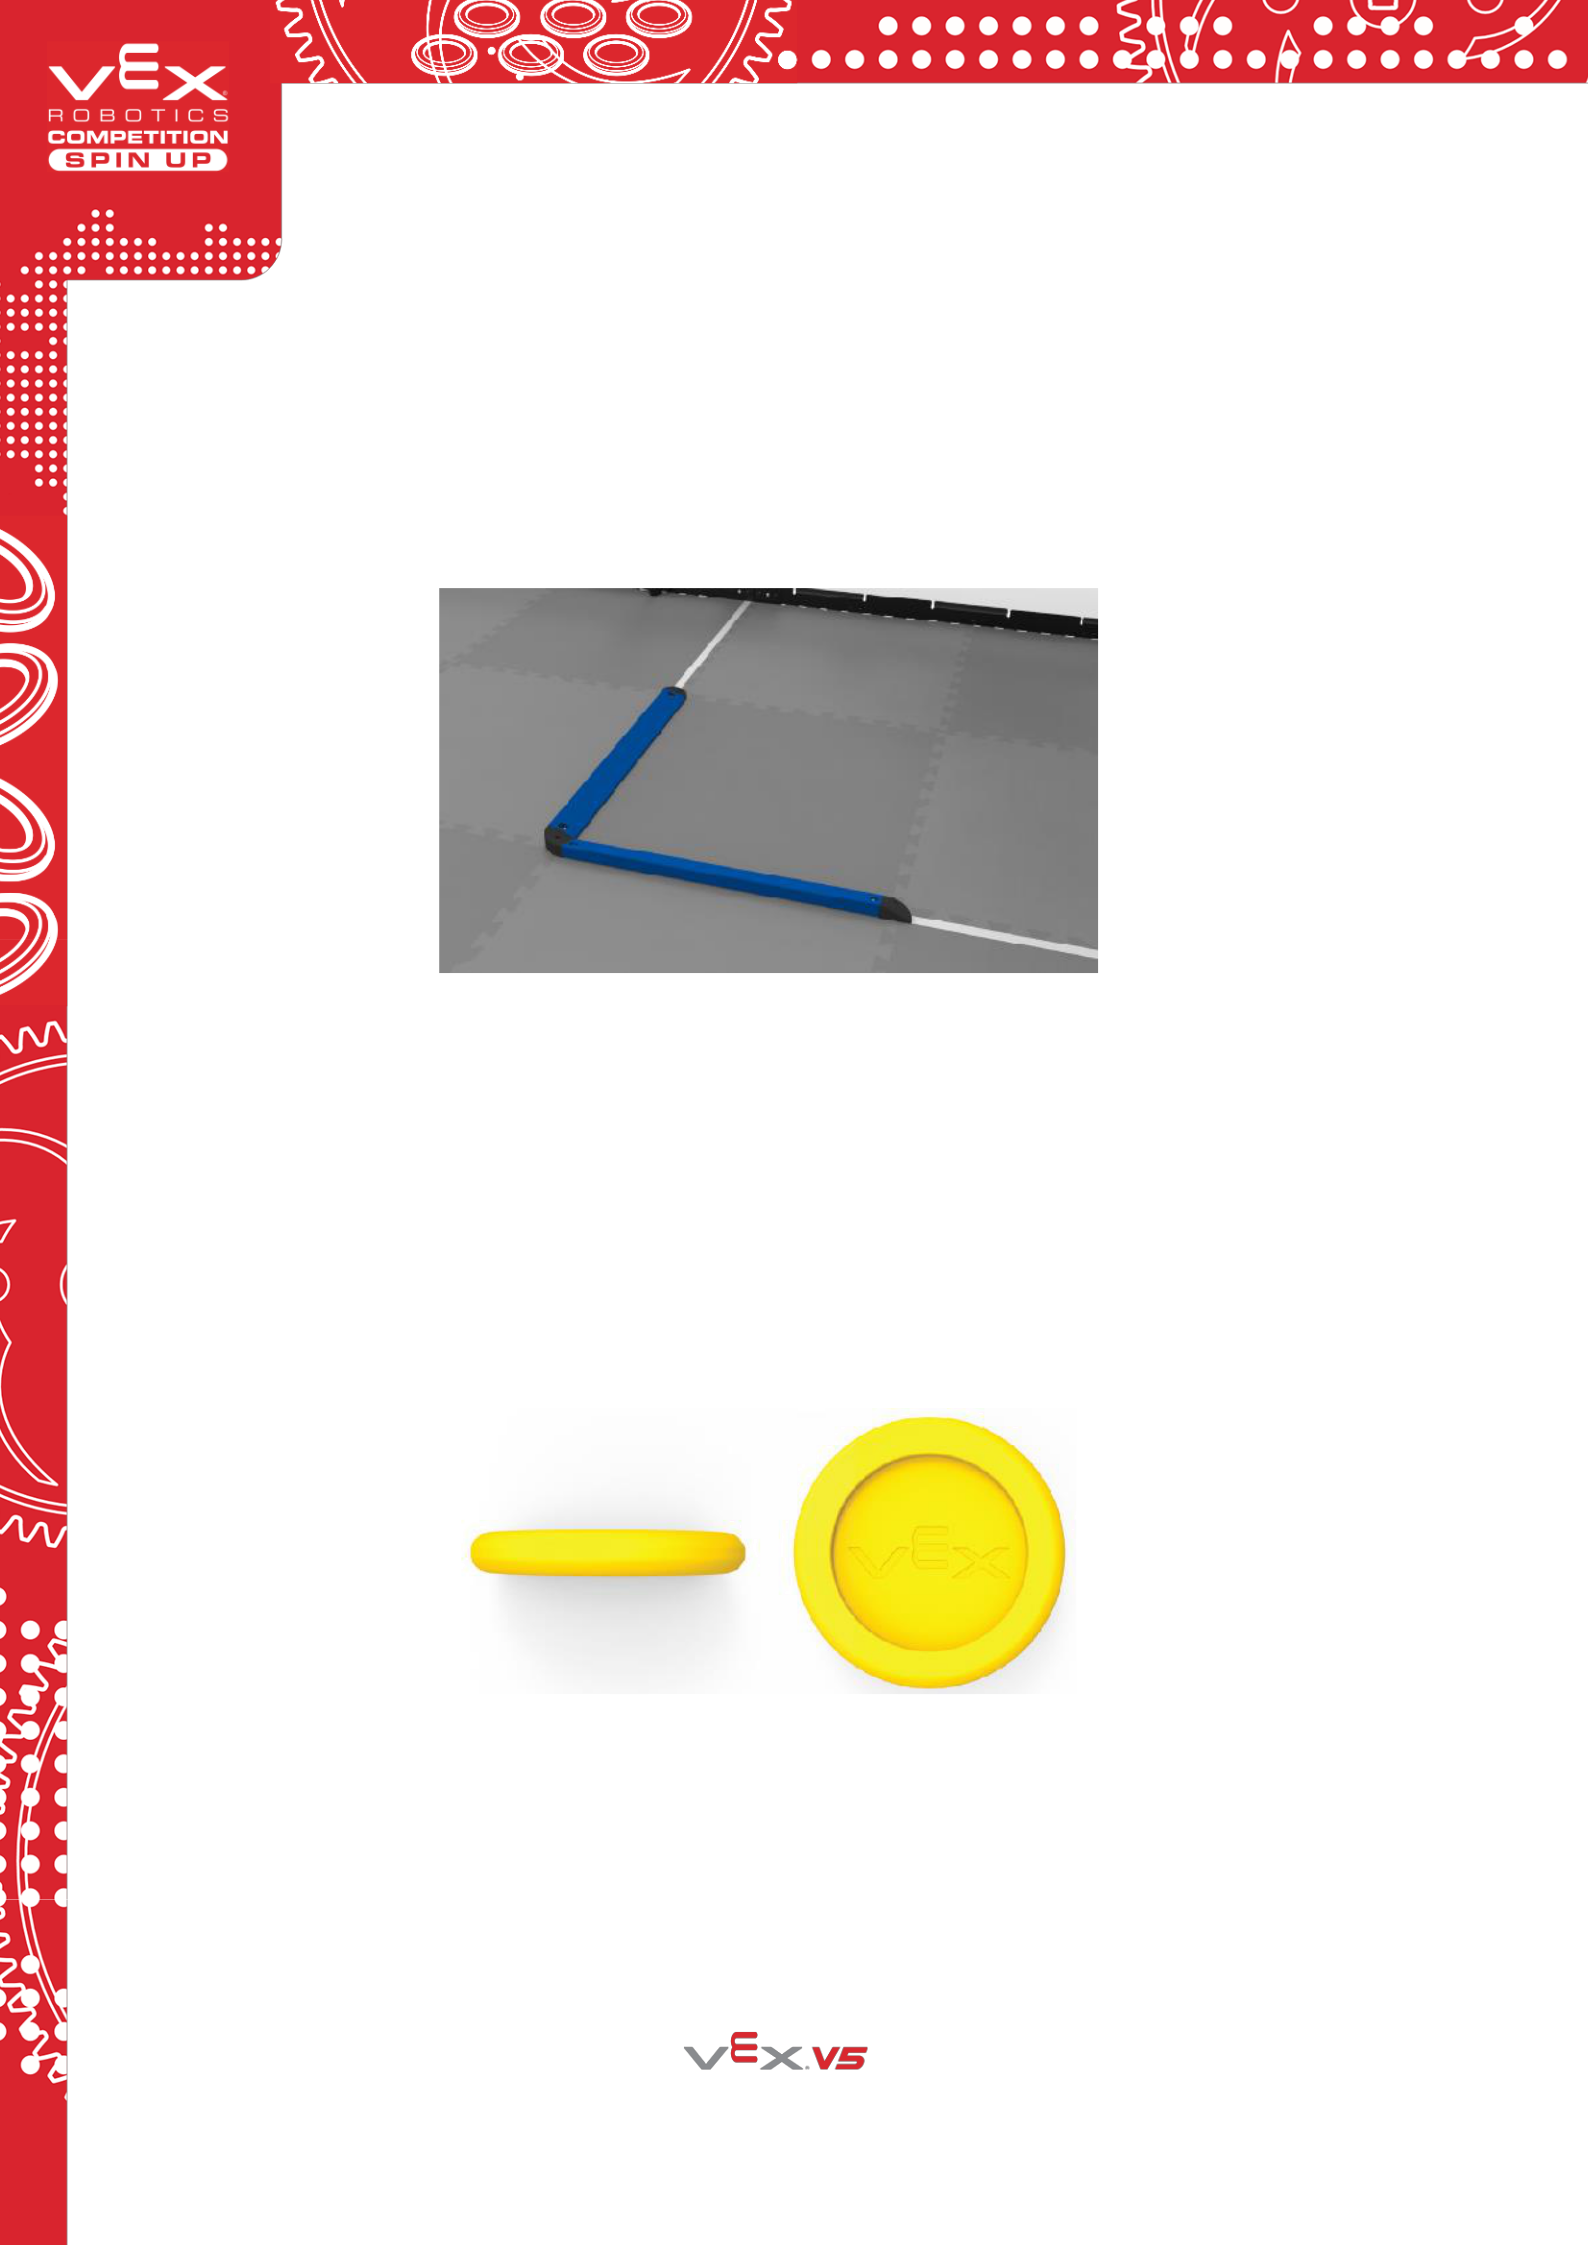 VEX
ROBOTICS
COMPETITION
SPIN UP
VEX
VEX V5